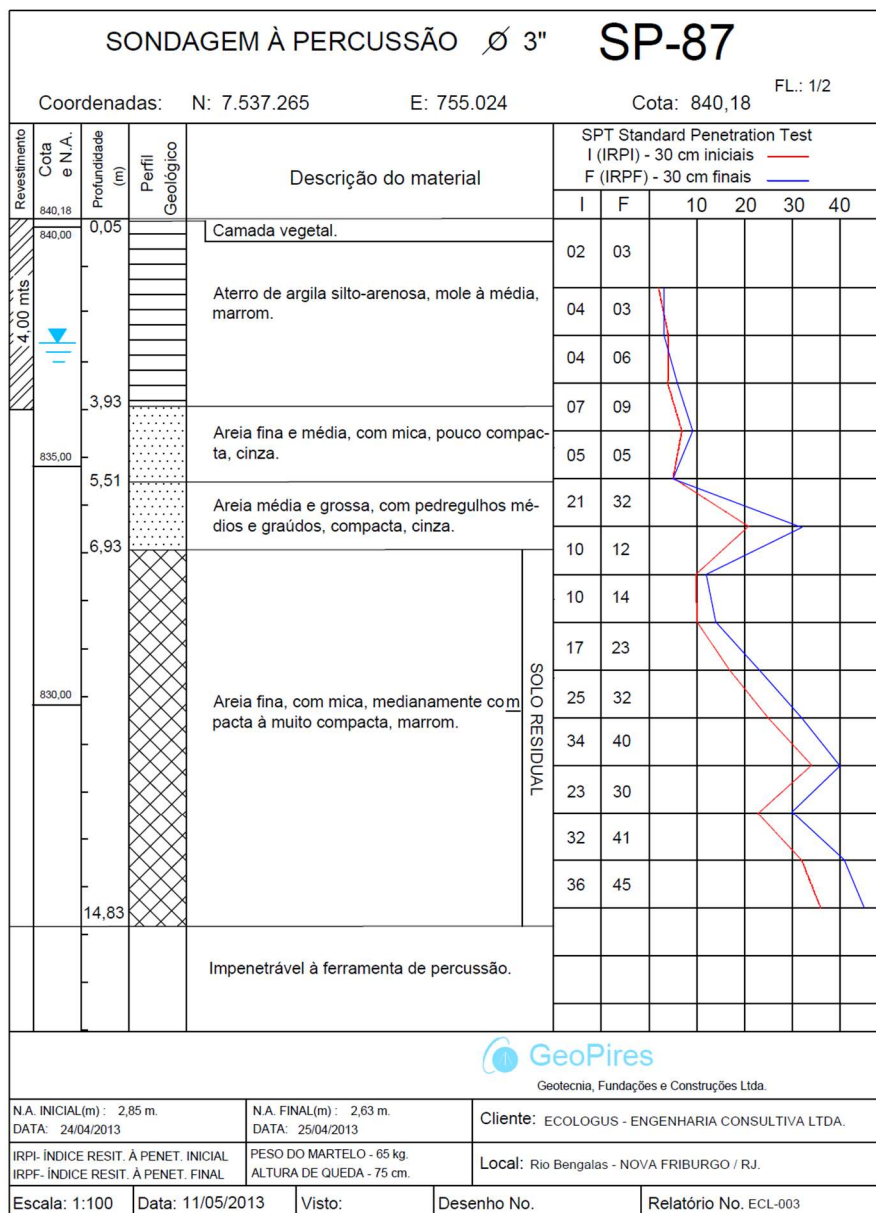 SONDAGEM À PERCUSSÃO Ø 3" SP-87
FL.: 1/2
Coordenadas: N: 7.537.265 E: 755.024 Cota: 840,18
Revestimento
Cota e N.A.
Profundidade (m)
Perfil Geológico
Descrição do material
SPT Standard Penetration Test
I (IRPI) - 30 cm iniciais
F (IRPF) - 30 cm finais
I F 10 20 30 40
840,18
840,00
0,05
Camada vegetal.
02 03
4,00 mts
Aterro de argila silto-arenosa, mole à média,
marrom.
04 03
04 06
3,93
07 09
Areia fina e média, com mica, pouco compac-
ta, cinza.
835,00
05 05
5,51
Areia média e grossa, com pedregulhos mé-
dios e graúdos, compacta, cinza.
21 32
6,93
10 12
10 14
17 23
SOLO RESIDUAL
830,00
Areia fina, com mica, medianamente com
pacta à muito compacta, marrom.
25 32
34 40
23 30
32 41
36 45
14,83
Impenetrável à ferramenta de percussão.
GeoPires
Geotecnia, Fundações e Construções Ltda.
N.A. INICIAL(m) : 2,85 m.
DATA: 24/04/2013
N.A. FINAL(m) : 2,63 m.
DATA: 25/04/2013
Cliente: ECOLOGUS - ENGENHARIA CONSULTIVA LTDA.
IRPI- ÍNDICE RESIT. À PENET. INICIAL
IRPF- ÍNDICE RESIT. À PENET. FINAL
PESO DO MARTELO - 65 kg.
ALTURA DE QUEDA - 75 cm.
Local: Rio Bengalas - NOVA FRIBURGO / RJ.
Escala: 1:100 Data: 11/05/2013 Visto: Desenho No. Relatório No. ECL-003